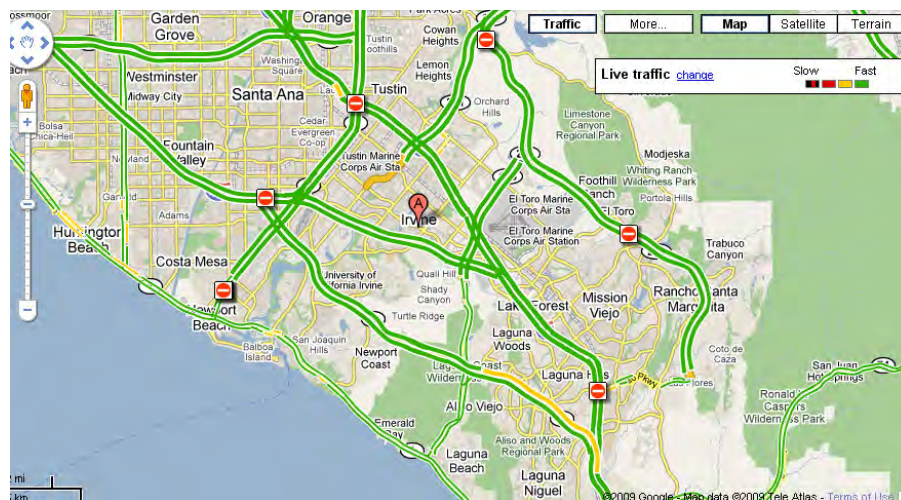 Garden
Grove
Orange
Cowan
Heights
Traffic
More...
Map
Satellite
Terrain
Live traffic change
Slow
Fast
Westminster
Midway City
Santa Ana
Tustin
Lemon
Heights
Orchard
Hills
Bolsa
Chica-Heil
Cedar
Evergreen
Co-op
Limestone
Canyon
Regional Park
Fountain
Valley
Tustin Marine
Corps Air Sta
Modjeska
Whiting Ranch
Wilderness Park
Portola Hills
Foothill
Ranch
El Toro
Adams
A
Irvine
El Toro Marine
Corps Air Sta
El Toro Marine
Corps Air Station
Huntington
Beach
Costa Mesa
Trabuco
Canyon
University of
California Irvine
Quail Hill
Shady
Canyon
Turtle Ridge
Lake Forest
Mission
Viejo
Rancho Santa
Margarita
Newport
Beach
Balboa
Island
San Joaquin
Hills
Newport
Coast
Laguna
Woods
Coto de
Caza
Laguna Coast
Wilderness
Laguna Hills
Pkwy
Las Flores
San Juan
Hot Springs
Ronald
Caspers
Wilderness Park
Aliso Viejo
Emerald
Bay
Aliso and Woods
Regional Park
Laguna
Beach
Laguna
Niguel
mi
km
©2009 Google - Map data ©2009 Tele Atlas - Terms of Use